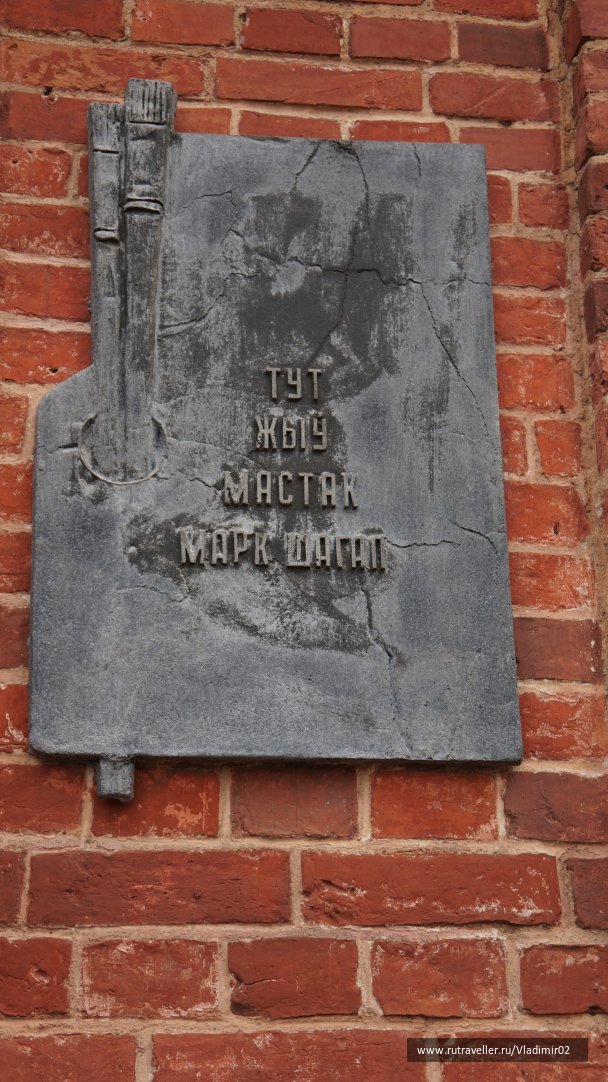 ТУТ
ЖЫЎ
МАСТАК
МАРК ШАГАЛ
www.rutraveller.ru/Vladimir02